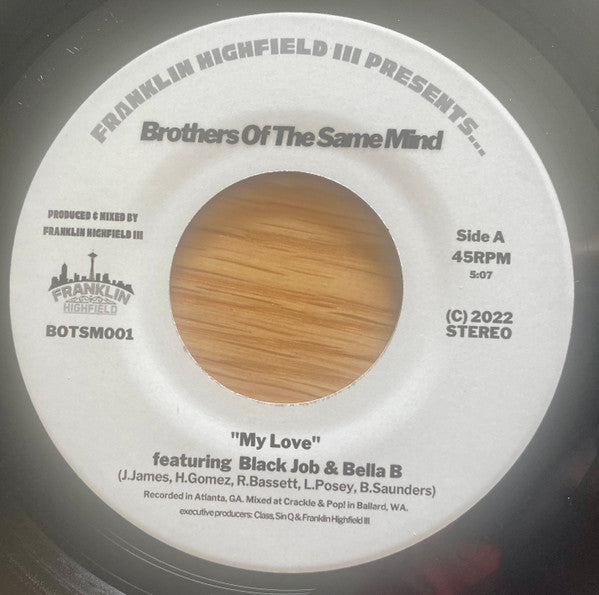 FRANKLIN HIGHFIELD III PRESENTS...
Brothers Of The Same Mind
PRODUCED & MIXED BY
FRANKLIN HIGHFIELD III
FRANKLIN
HIGHFIELD
BOTSM001
Side A
45RPM
5:07
(C) 2022
STEREO
"My Love"
featuring Black Job & Bella B
(J.James, H.Gomez, R.Bassett, L.Posey, B.Saunders)
Recorded in Atlanta, GA. Mixed at Crackle & Pop! in Ballard, WA.
executive producers: Class, Sin Q & Franklin Highfield III